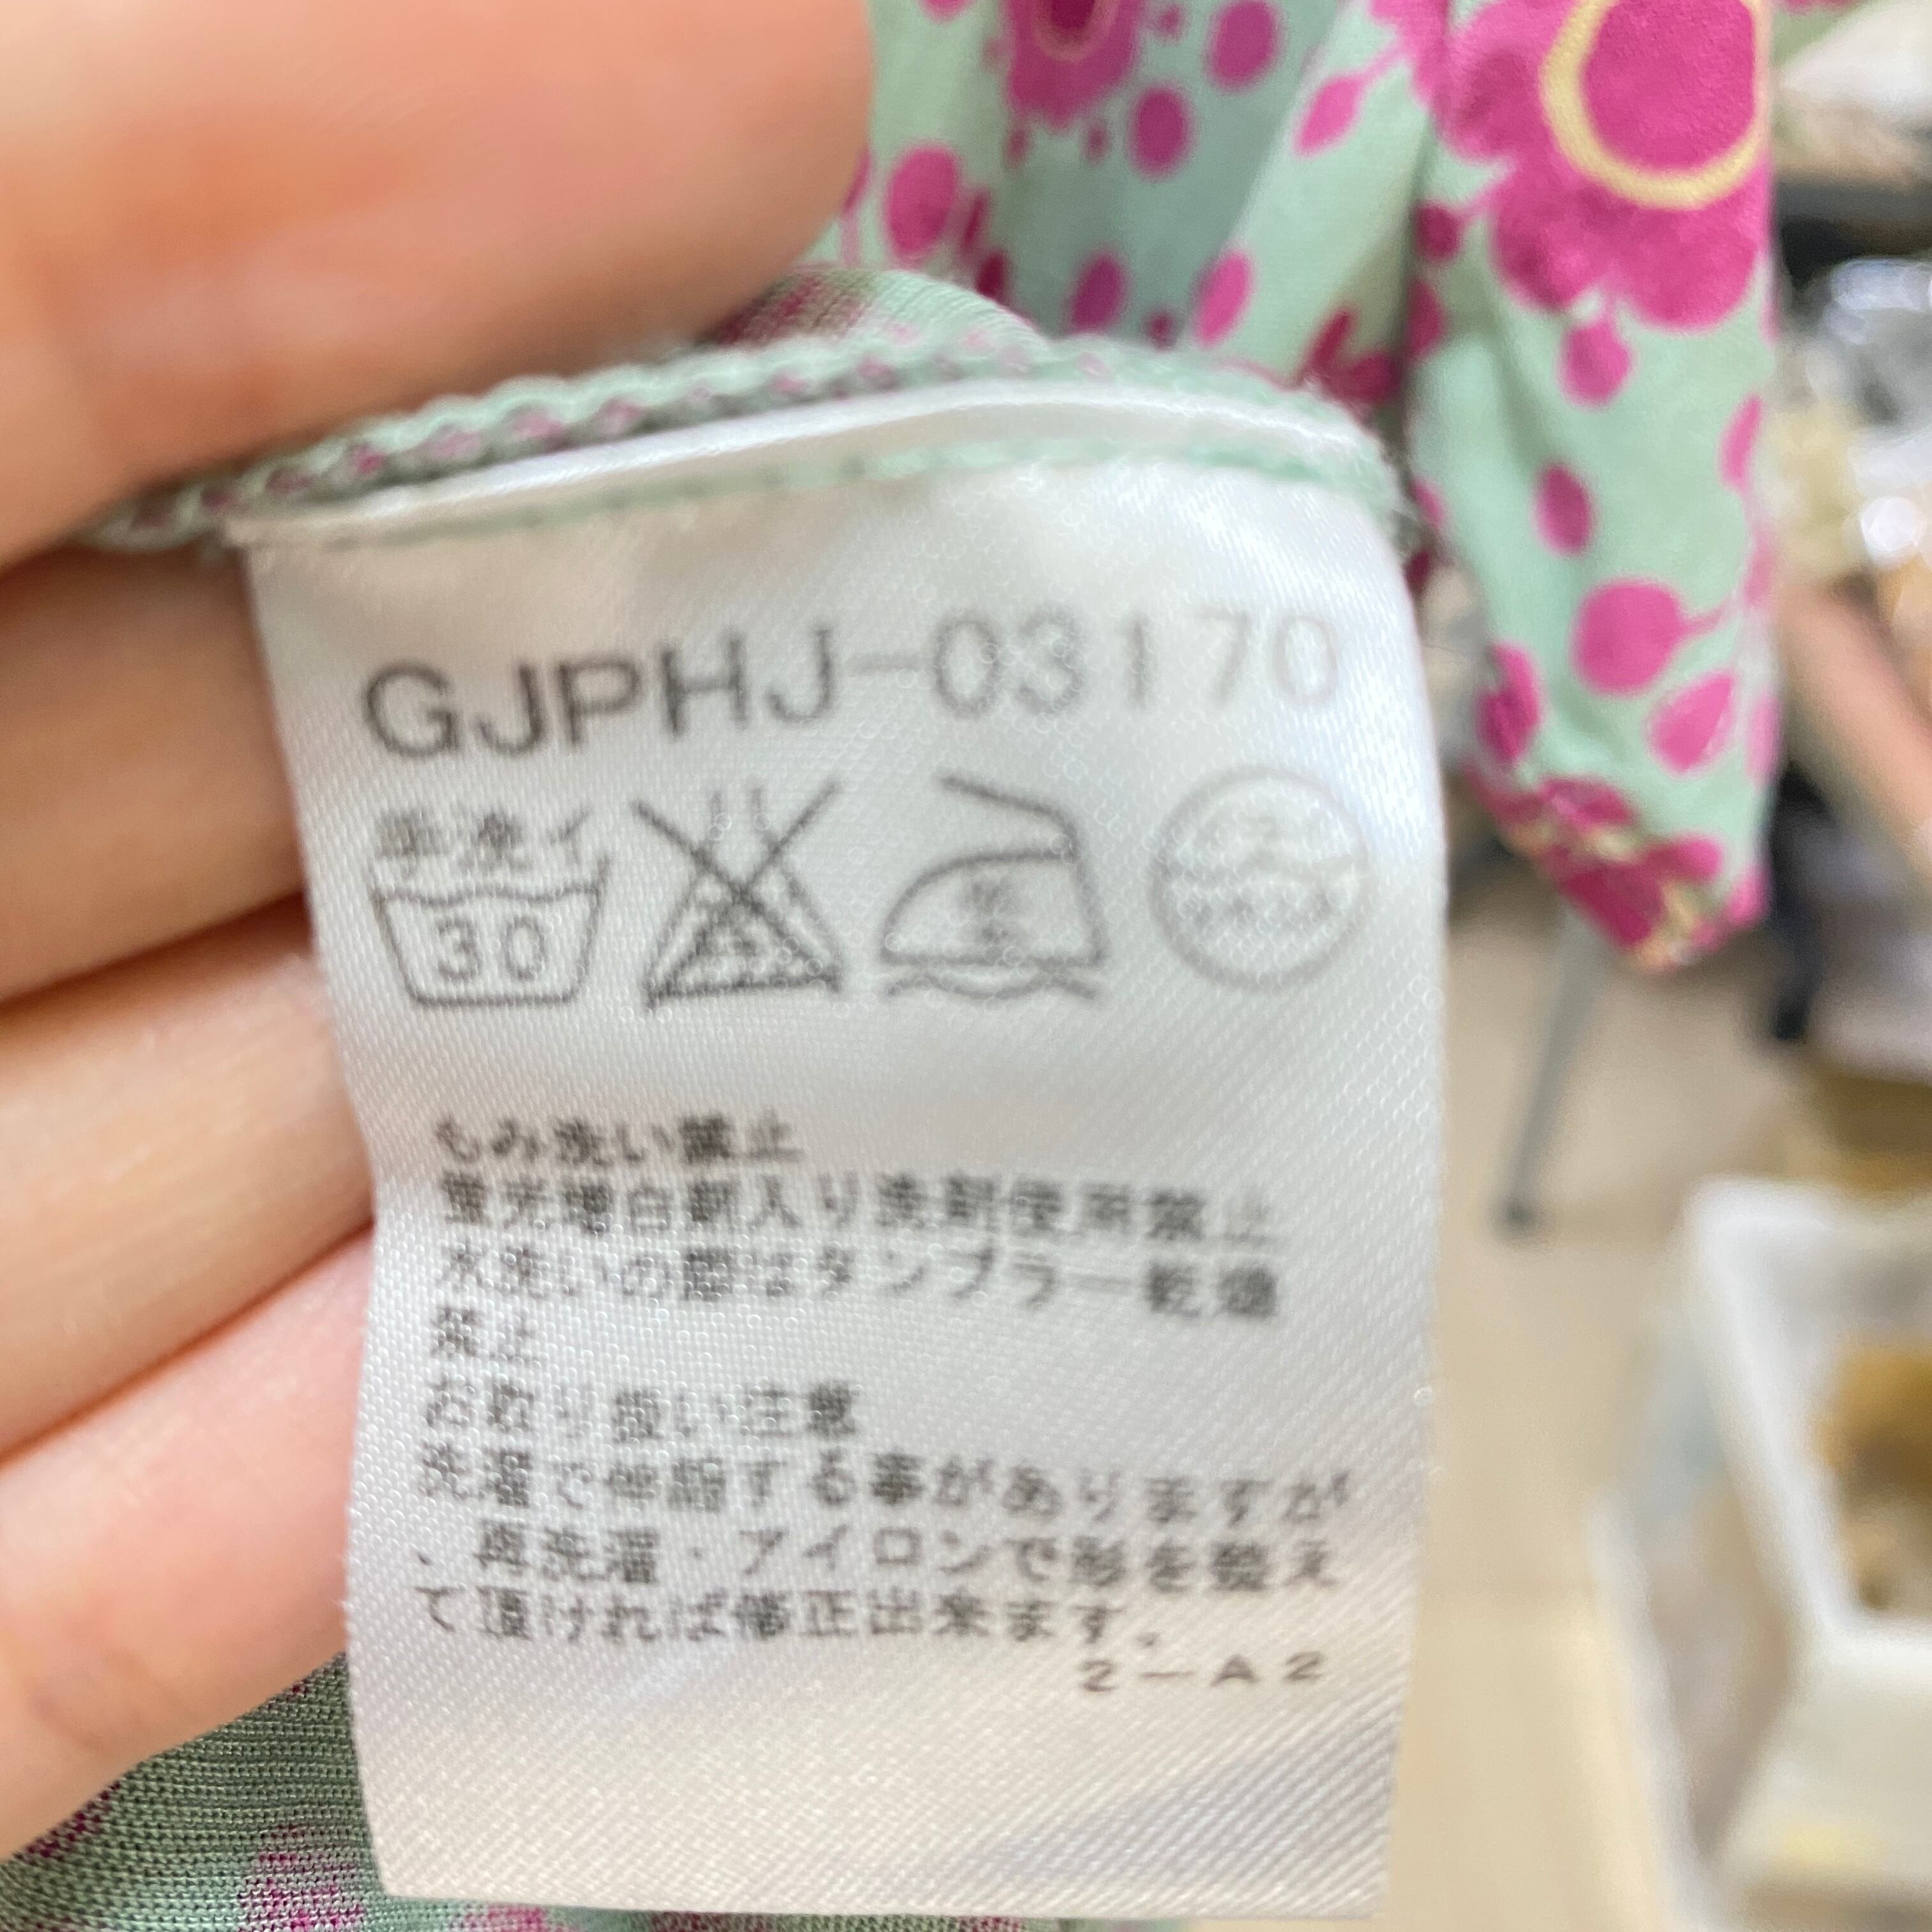 GJPHJ-03170
手洗イ
30
もみ洗い禁止
蛍光増白剤入り洗剤使用禁止
水洗いの際はタンブラー乾燥
禁止
お取り扱い注意
洗濯で伸縮する事がありますが
、再洗濯・アイロンで形を整え
て頂ければ修正出来ます。
2-A2